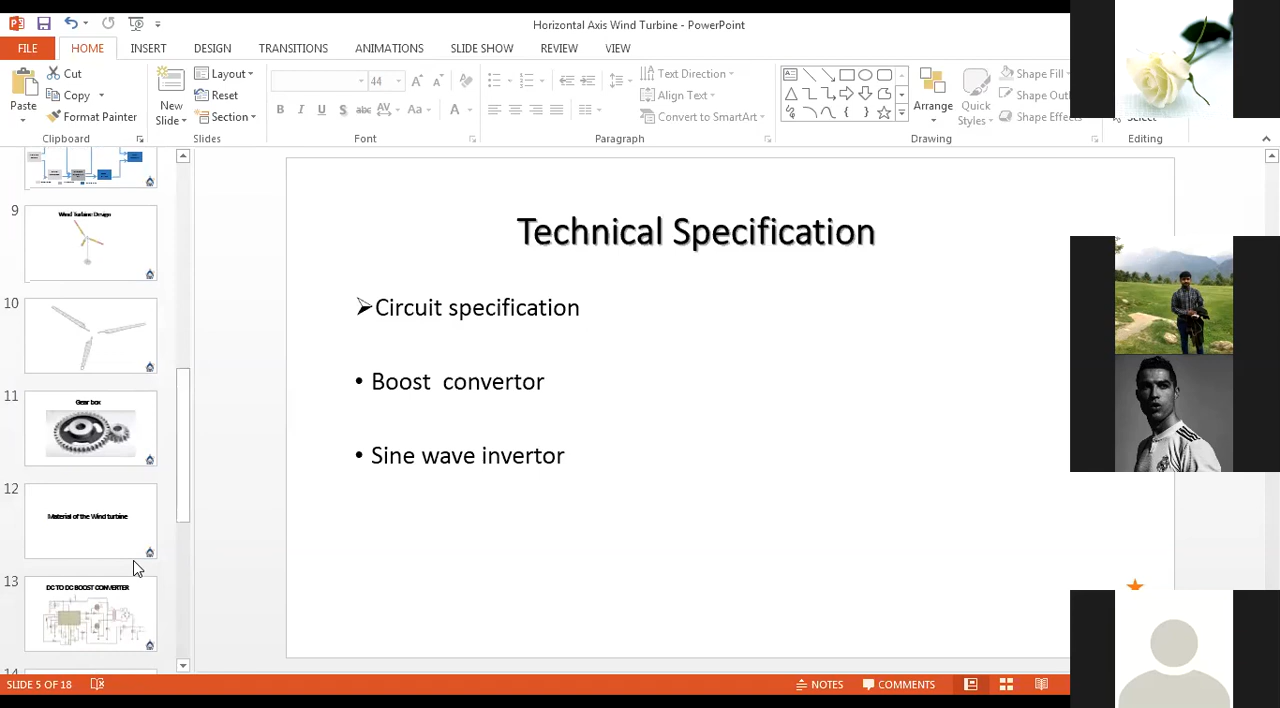 Horizontal Axis Wind Turbine - PowerPoint
FILE HOME INSERT DESIGN TRANSITIONS ANIMATIONS SLIDE SHOW REVIEW VIEW
Paste
Cut
Copy
Format Painter
Clipboard
New Slide
Layout
Reset
Section
Slides
44
B I U S abc AV Aa A
Font
Text Direction
Align Text
Convert to SmartArt
Paragraph
Arrange
Quick Styles
Shape Fill
Shape Effects
Drawing
Select
Editing
9
Wind Turbine Design
10
11
Gear box
12
Material of the Wind turbine
13
DC TO DC BOOST CONVERTER
Technical Specification
Circuit specification
• Boost convertor
• Sine wave invertor
SLIDE 5 OF 18
NOTES
COMMENTS